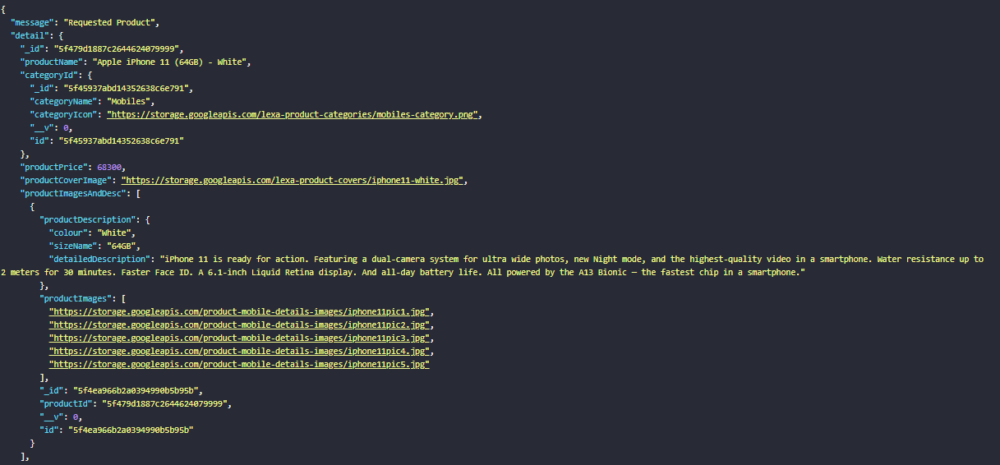 {
"message": "Requested Product",
"detail": {
"_id": "5f479d1887c2644624079999",
"productName": "Apple iPhone 11 (64GB) - White",
"categoryId": {
"_id": "5f45937abd14352638c6e791",
"categoryName": "Mobiles",
"categoryIcon": "https://storage.googleapis.com/lexa-product-categories/mobiles-category.png",
"__v": 0,
"id": "5f45937abd14352638c6e791"
},
"productPrice": 68300,
"productCoverImage": "https://storage.googleapis.com/lexa-product-covers/iphone11-white.jpg",
"productImagesAndDesc": [
{
"productDescription": {
"colour": "White",
"sizeName": "64GB",
"detailedDescription": "iPhone 11 is ready for action. Featuring a dual-camera system for ultra wide photos, new Night mode, and the highest-quality video in a smartphone. Water resistance up to
2 meters for 30 minutes. Faster Face ID. A 6.1-inch Liquid Retina display. And all-day battery life. All powered by the A13 Bionic — the fastest chip in a smartphone."
},
"productImages": [
"https://storage.googleapis.com/product-mobile-details-images/iphone11pic1.jpg",
"https://storage.googleapis.com/product-mobile-details-images/iphone11pic2.jpg",
"https://storage.googleapis.com/product-mobile-details-images/iphone11pic3.jpg",
"https://storage.googleapis.com/product-mobile-details-images/iphone11pic4.jpg",
"https://storage.googleapis.com/product-mobile-details-images/iphone11pic5.jpg"
],
"_id": "5f4ea966b2a0394990b5b95b",
"productId": "5f479d1887c2644624079999",
"__v": 0,
"id": "5f4ea966b2a0394990b5b95b"
}
],